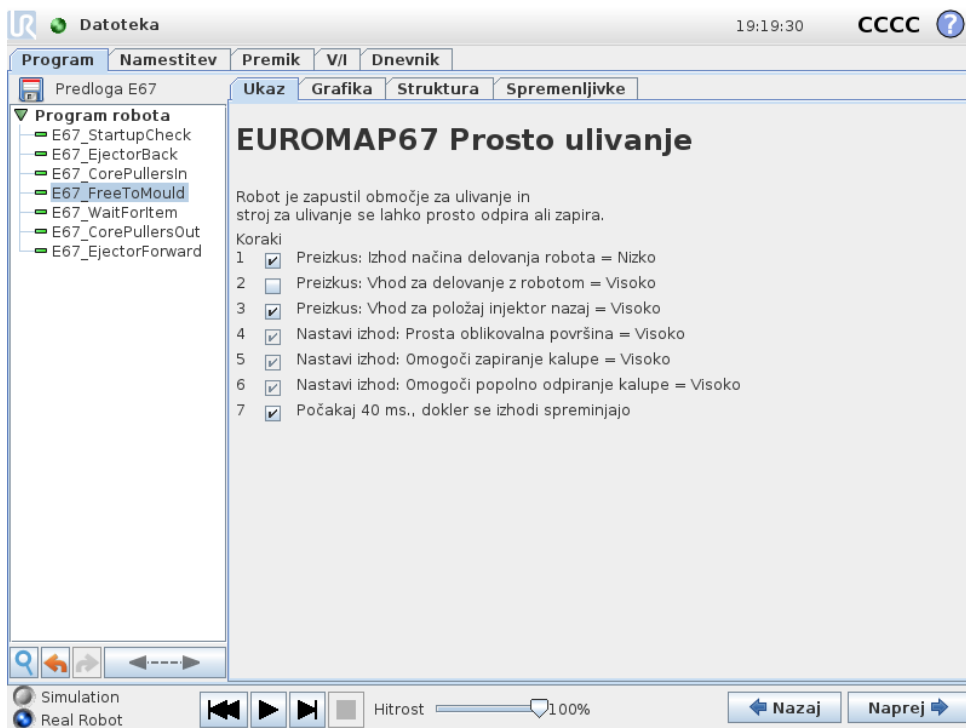 UR Datoteka 19:19:30 CCCC ?
Program Namestitev Premik V/I Dnevnik
Predloga E67
Ukaz Grafika Struktura Spremenljivke
Program robota
E67_StartupCheck
E67_EjectorBack
E67_CorePullersIn
E67_FreeToMould
E67_WaitForItem
E67_CorePullersOut
E67_EjectorForward
EUROMAP67 Prosto ulivanje
Robot je zapustil območje za ulivanje in
stroj za ulivanje se lahko prosto odpira ali zapira.
Koraki
1 Preizkus: Izhod načina delovanja robota = Nizko
2 Preizkus: Vhod za delovanje z robotom = Visoko
3 Preizkus: Vhod za položaj injektor nazaj = Visoko
4 Nastavi izhod: Prosta oblikovalna površina = Visoko
5 Nastavi izhod: Omogoči zapiranje kalupe = Visoko
6 Nastavi izhod: Omogoči popolno odpiranje kalupe = Visoko
7 Počakaj 40 ms., dokler se izhodi spreminjajo
Simulation
Real Robot
Hitrost 100%
Nazaj Naprej